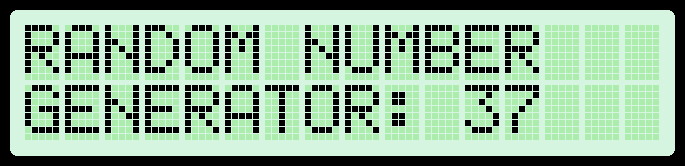 RANDOM NUMBER
GENERATOR: 37